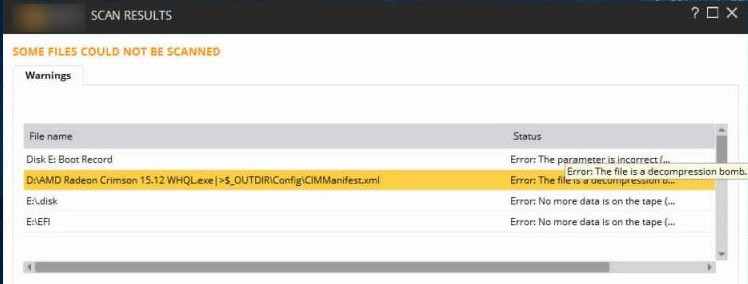 SCAN RESULTS
SOME FILES COULD NOT BE SCANNED
Warnings
File name Status
Disk E: Boot Record Error: The parameter is incorrect (...
Error: The file is a decompression bomb.
D:\AMD Radeon Crimson 15.12 WHQL.exe|>$_OUTDIR\Config\CIMManifest.xml Error: The file is a decompression b...
E:\.disk Error: No more data is on the tape (...
E:\EFI Error: No more data is on the tape (...